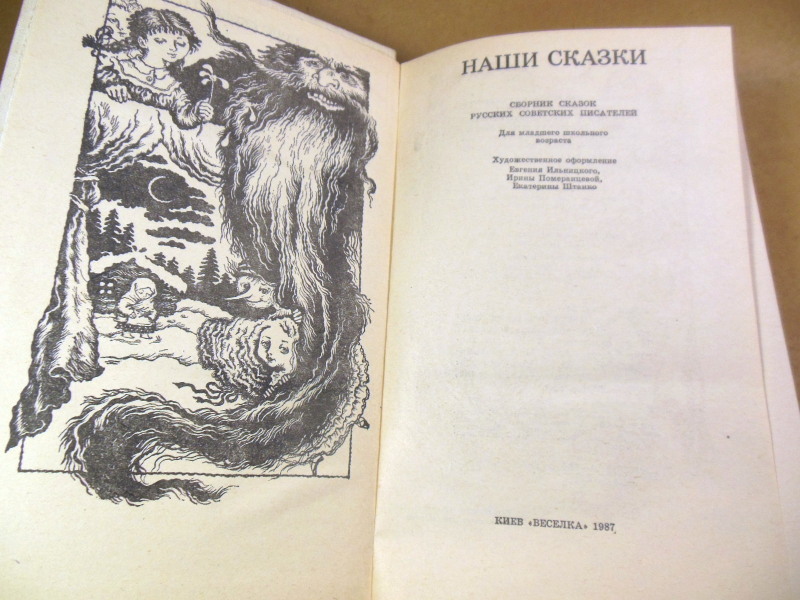 НАШИ СКАЗКИ
СБОРНИК СКАЗОК
РУССКИХ СОВЕТСКИХ ПИСАТЕЛЕЙ
Для младшего школьного
возраста
Художественное оформление
Евгения Ильницкого,
Ирины Померанцевой,
Екатерины Штанко
КИЕВ «ВЕСЕЛКА» 1987